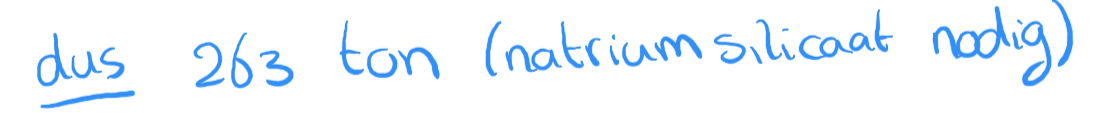 dus 263 ton (natriumsilicaat nodig)